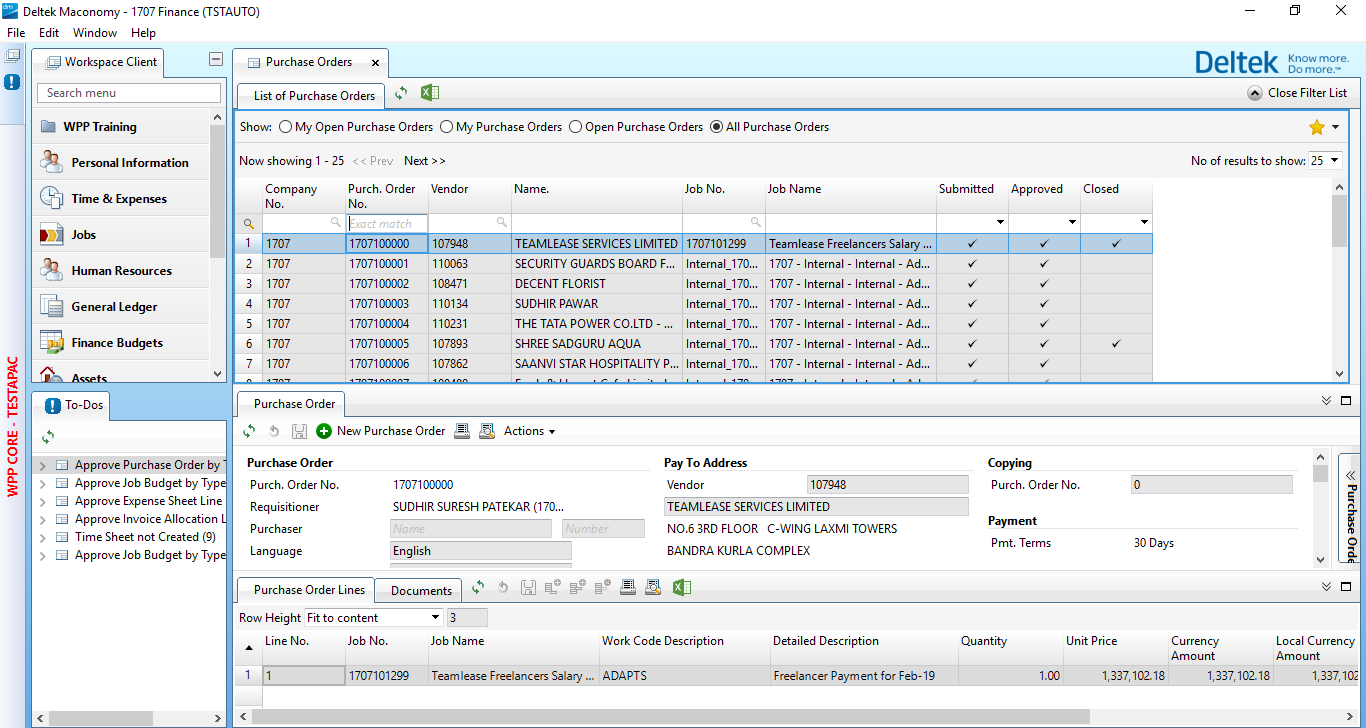 Deltek Maconomy - 1707 Finance (TSTAUTO)
File Edit Window Help
WPP CORE - TESTAPAC
Workspace Client
Search menu
WPP Training
Personal Information
Time & Expenses
Jobs
Human Resources
General Ledger
Finance Budgets
Assets
To-Dos
Approve Purchase Order by T
Approve Job Budget by Type
Approve Expense Sheet Line
Approve Invoice Allocation L
Time Sheet not Created (9)
Approve Job Budget by Type
Purchase Orders
Deltek Know more.
Do more.™
List of Purchase Orders Close Filter List
Show: My Open Purchase Orders My Purchase Orders Open Purchase Orders All Purchase Orders
Now showing 1 - 25 << Prev Next >> No of results to show: 25
Company No. Purch. Order No. Vendor Name. Job No. Job Name Submitted Approved Closed
Exact match
1 1707 1707100000 107948 TEAMLEASE SERVICES LIMITED 1707101299 Teamlease Freelancers Salary ... ✓ ✓ ✓
2 1707 1707100001 110063 SECURITY GUARDS BOARD F... Internal_170... 1707 - Internal - Internal - Ad... ✓ ✓
3 1707 1707100002 108471 DECENT FLORIST Internal_170... 1707 - Internal - Internal - Ad... ✓ ✓
4 1707 1707100003 110134 SUDHIR PAWAR Internal_170... 1707 - Internal - Internal - Ad... ✓ ✓
5 1707 1707100004 110231 THE TATA POWER CO.LTD - ... Internal_170... 1707 - Internal - Internal - Ad... ✓ ✓
6 1707 1707100005 107893 SHREE SADGURU AQUA Internal_170... 1707 - Internal - Internal - Ad... ✓ ✓ ✓
7 1707 1707100006 107862 SAANVI STAR HOSPITALITY P... Internal_170... 1707 - Internal - Internal - Ad... ✓ ✓
Purchase Order
New Purchase Order Actions
Purchase Order Pay To Address Copying
Purch. Order No. 1707100000 Vendor 107948 Purch. Order No. 0
Requisitioner SUDHIR SURESH PATEKAR (170... TEAMLEASE SERVICES LIMITED
Purchaser Name Number NO.6 3RD FLOOR C-WING LAXMI TOWERS Payment
Language English BANDRA KURLA COMPLEX Pmt. Terms 30 Days
Purchase Orde
Purchase Order Lines Documents
Row Height Fit to content 3
Line No. Job No. Job Name Work Code Description Detailed Description Quantity Unit Price Currency Amount Local Currency Amount
1 1 1707101299 Teamlease Freelancers Salary ... ADAPTS Freelancer Payment for Feb-19 1.00 1,337,102.18 1,337,102.18 1,337,102